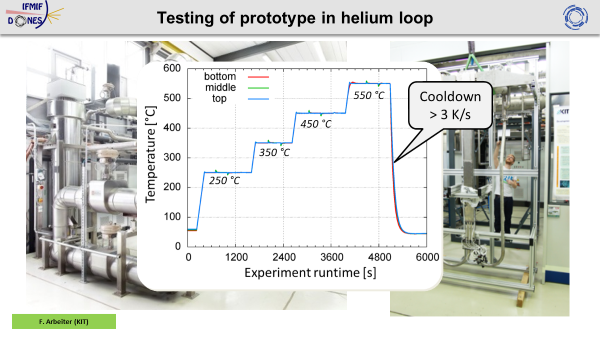 IFMIF
DONES
Testing of prototype in helium loop
600
500
400
300
200
100
0
Temperature [°C]
bottom
middle
top
250 °C
350 °C
450 °C
550 °C
Cooldown
> 3 K/s
0 1200 2400 3600 4800 6000
Experiment runtime [s]
F. Arbeiter (KIT)